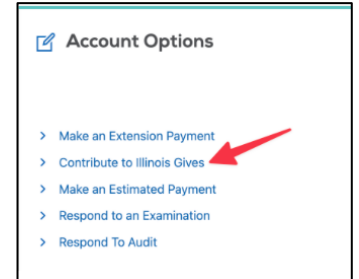 Account Options
Make an Extension Payment
Contribute to Illinois Gives
Make an Estimated Payment
Respond to an Examination
Respond To Audit